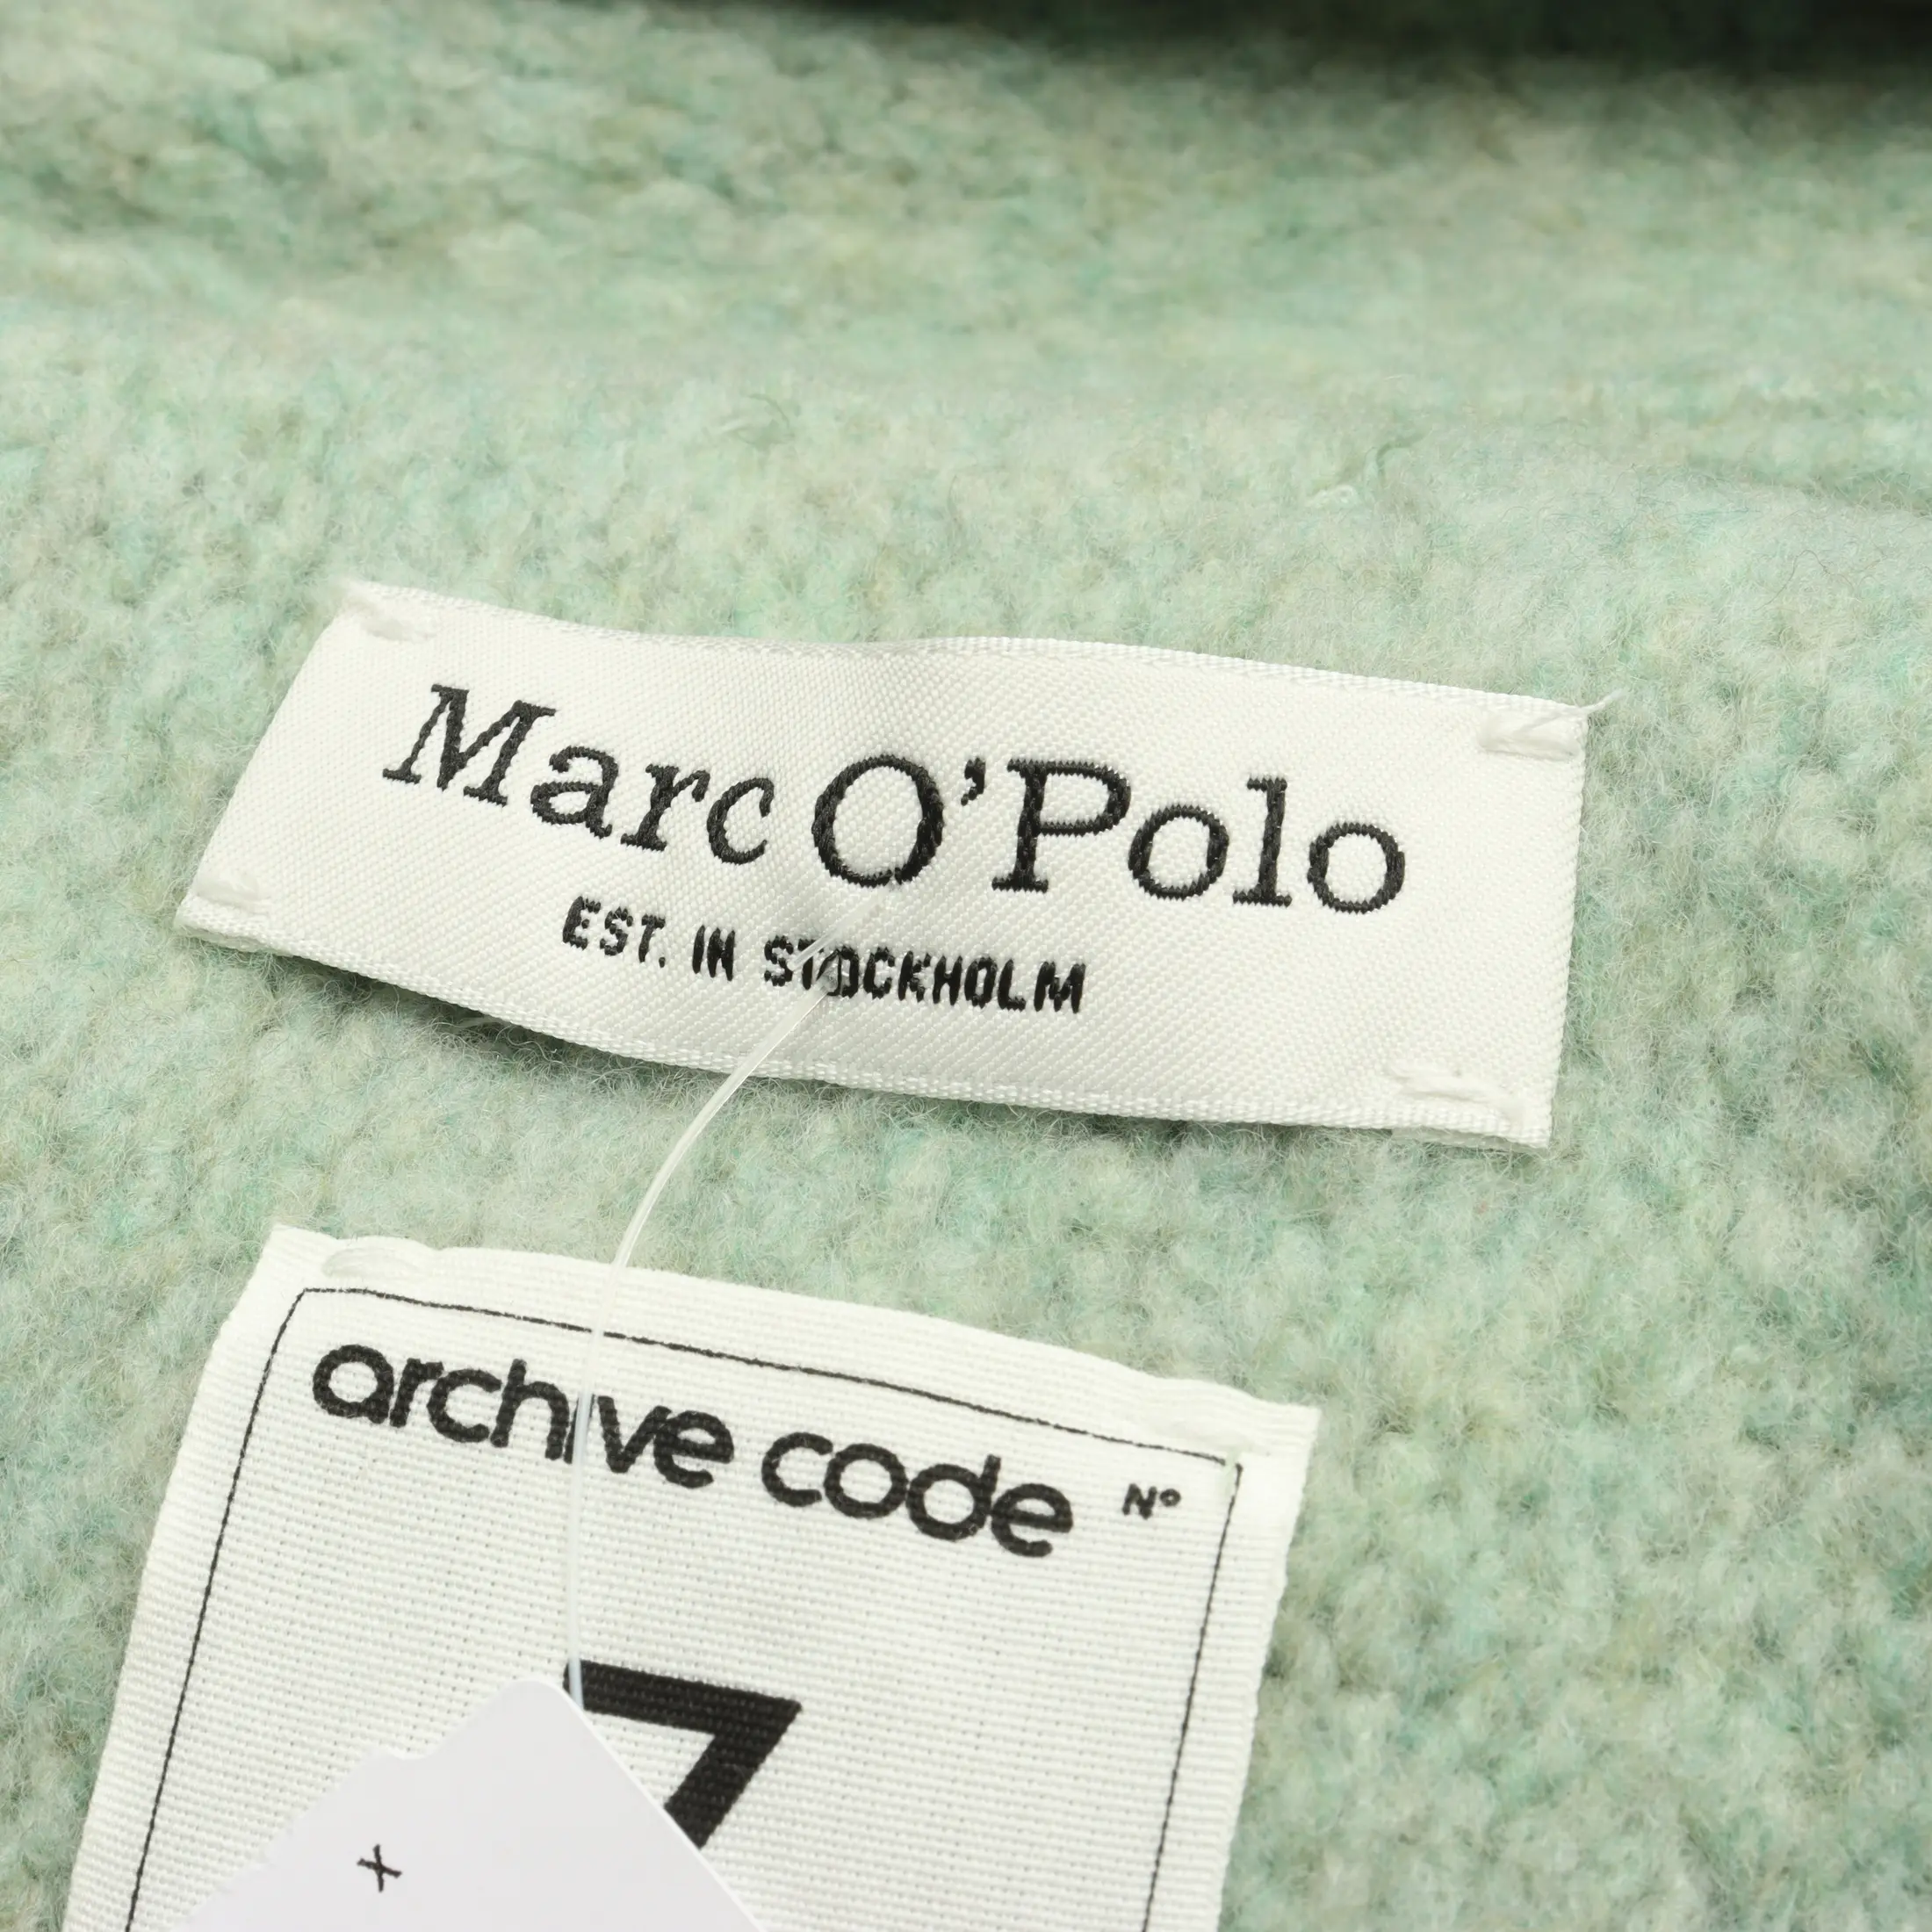 Marc O'Polo
EST. IN STOCKHOLM
archive code Nº
7
x